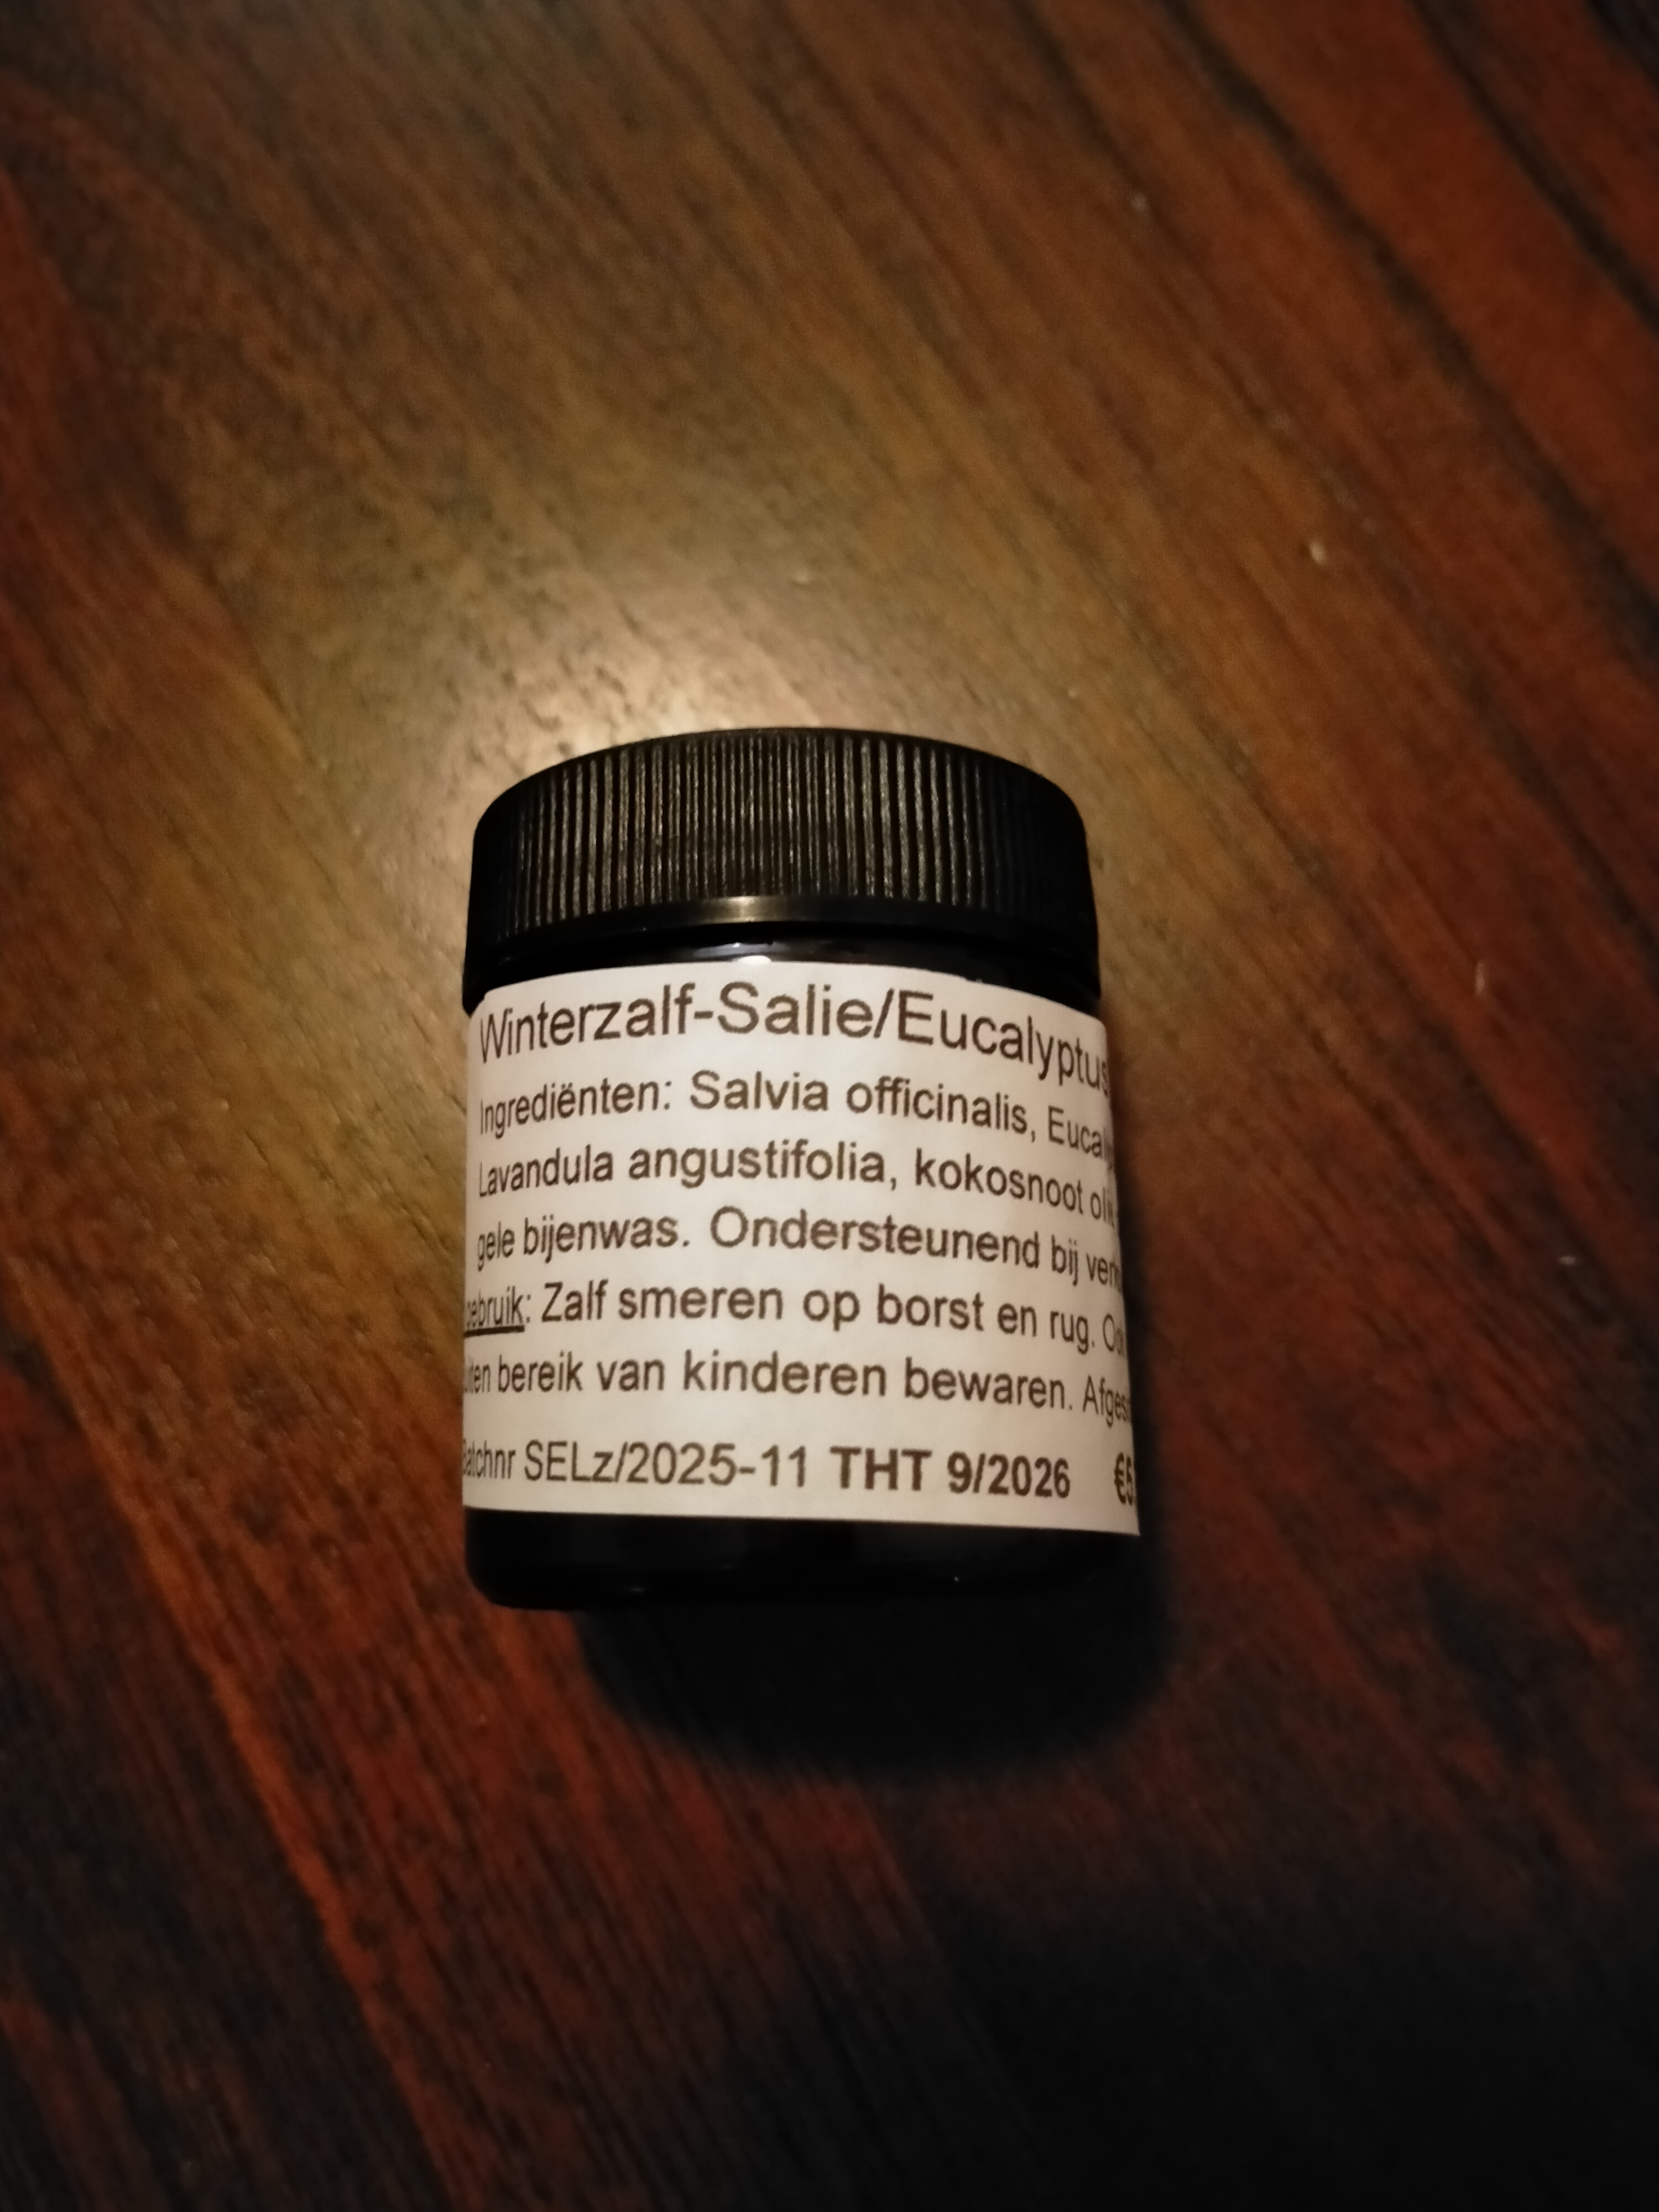 Winterzalf-Salie/Eucalyptus
Ingrediënten: Salvia officinalis,
Lavandula angustifolia, kokosnoot
gele bijenwas. Ondersteunend bij
Zalf smeren op borst en rug.
bereik van kinderen bewaren.
SELz/2025-11 THT 9/2026